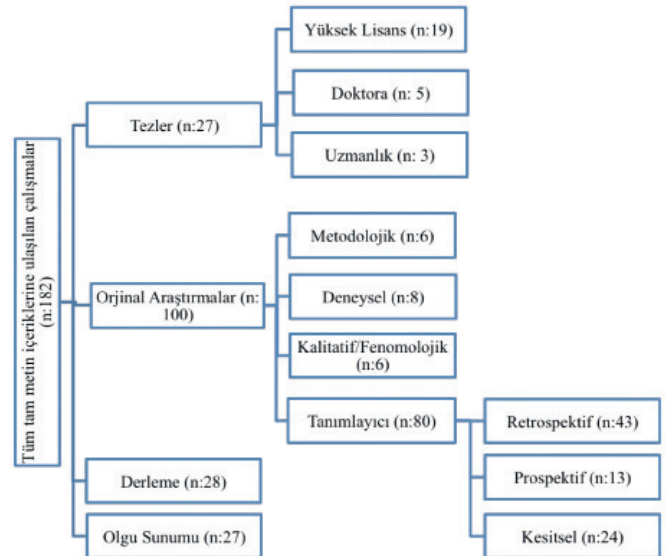 Tüm tam metin içeriklerine ulaşılan çalışmalar
(n:182)
Tezler (n:27)
Yüksek Lisans (n:19)
Doktora (n: 5)
Uzmanlık (n: 3)
Orjinal Araştırmalar (n:
100)
Metodolojik (n:6)
Deneysel (n:8)
Kalitatif/Fenomolojik
(n:6)
Tanımlayıcı (n:80)
Retrospektif (n:43)
Prospektif (n:13)
Kesitsel (n:24)
Derleme (n:28)
Olgu Sunumu (n:27)